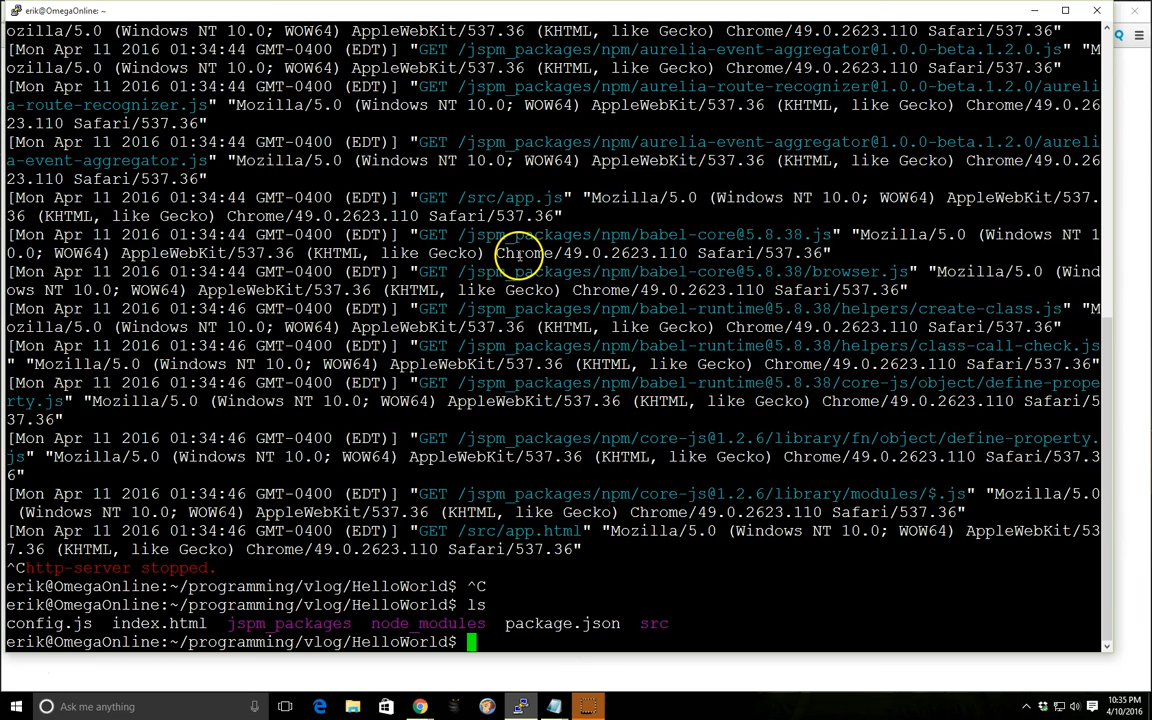 erik@OmegaOnline: ~
ozilla/5.0 (Windows NT 10.0; WOW64) AppleWebKit/537.36 (KHTML, like Gecko) Chrome/49.0.2623.110 Safari/537.36"
[Mon Apr 11 2016 01:34:44 GMT-0400 (EDT)] "GET /jspm_packages/npm/aurelia-event-aggregator@1.0.0-beta.1.2.0.js" "M
ozilla/5.0 (Windows NT 10.0; WOW64) AppleWebKit/537.36 (KHTML, like Gecko) Chrome/49.0.2623.110 Safari/537.36"
[Mon Apr 11 2016 01:34:44 GMT-0400 (EDT)] "GET /jspm_packages/npm/aurelia-route-recognizer@1.0.0-beta.1.2.0/aureli
a-route-recognizer.js" "Mozilla/5.0 (Windows NT 10.0; WOW64) AppleWebKit/537.36 (KHTML, like Gecko) Chrome/49.0.26
23.110 Safari/537.36"
[Mon Apr 11 2016 01:34:44 GMT-0400 (EDT)] "GET /jspm_packages/npm/aurelia-event-aggregator@1.0.0-beta.1.2.0/aureli
a-event-aggregator.js" "Mozilla/5.0 (Windows NT 10.0; WOW64) AppleWebKit/537.36 (KHTML, like Gecko) Chrome/49.0.26
23.110 Safari/537.36"
[Mon Apr 11 2016 01:34:44 GMT-0400 (EDT)] "GET /src/app.js" "Mozilla/5.0 (Windows NT 10.0; WOW64) AppleWebKit/537.
36 (KHTML, like Gecko) Chrome/49.0.2623.110 Safari/537.36"
[Mon Apr 11 2016 01:34:44 GMT-0400 (EDT)] "GET /jspm_packages/npm/babel-core@5.8.38.js" "Mozilla/5.0 (Windows NT 1
0.0; WOW64) AppleWebKit/537.36 (KHTML, like Gecko) Chrome/49.0.2623.110 Safari/537.36"
[Mon Apr 11 2016 01:34:44 GMT-0400 (EDT)] "GET /jspm_packages/npm/babel-core@5.8.38/browser.js" "Mozilla/5.0 (Wind
ows NT 10.0; WOW64) AppleWebKit/537.36 (KHTML, like Gecko) Chrome/49.0.2623.110 Safari/537.36"
[Mon Apr 11 2016 01:34:46 GMT-0400 (EDT)] "GET /jspm_packages/npm/babel-runtime@5.8.38/helpers/create-class.js" "M
ozilla/5.0 (Windows NT 10.0; WOW64) AppleWebKit/537.36 (KHTML, like Gecko) Chrome/49.0.2623.110 Safari/537.36"
[Mon Apr 11 2016 01:34:46 GMT-0400 (EDT)] "GET /jspm_packages/npm/babel-runtime@5.8.38/helpers/class-call-check.js
" "Mozilla/5.0 (Windows NT 10.0; WOW64) AppleWebKit/537.36 (KHTML, like Gecko) Chrome/49.0.2623.110 Safari/537.36"
[Mon Apr 11 2016 01:34:46 GMT-0400 (EDT)] "GET /jspm_packages/npm/babel-runtime@5.8.38/core-js/object/define-prope
rty.js" "Mozilla/5.0 (Windows NT 10.0; WOW64) AppleWebKit/537.36 (KHTML, like Gecko) Chrome/49.0.2623.110 Safari/5
37.36"
[Mon Apr 11 2016 01:34:46 GMT-0400 (EDT)] "GET /jspm_packages/npm/core-js@1.2.6/library/fn/object/define-property.
js" "Mozilla/5.0 (Windows NT 10.0; WOW64) AppleWebKit/537.36 (KHTML, like Gecko) Chrome/49.0.2623.110 Safari/537.3
6"
[Mon Apr 11 2016 01:34:46 GMT-0400 (EDT)] "GET /jspm_packages/npm/core-js@1.2.6/library/modules/$.js" "Mozilla/5.0
 (Windows NT 10.0; WOW64) AppleWebKit/537.36 (KHTML, like Gecko) Chrome/49.0.2623.110 Safari/537.36"
[Mon Apr 11 2016 01:34:46 GMT-0400 (EDT)] "GET /src/app.html" "Mozilla/5.0 (Windows NT 10.0; WOW64) AppleWebKit/53
7.36 (KHTML, like Gecko) Chrome/49.0.2623.110 Safari/537.36"
^Chttp-server stopped.
erik@OmegaOnline:~/programming/vlog/HelloWorld$ ^C
erik@OmegaOnline:~/programming/vlog/HelloWorld$ ls
config.js  index.html  jspm_packages  node_modules  package.json  src
erik@OmegaOnline:~/programming/vlog/HelloWorld$
Ask me anything
10:35 PM
4/10/2016